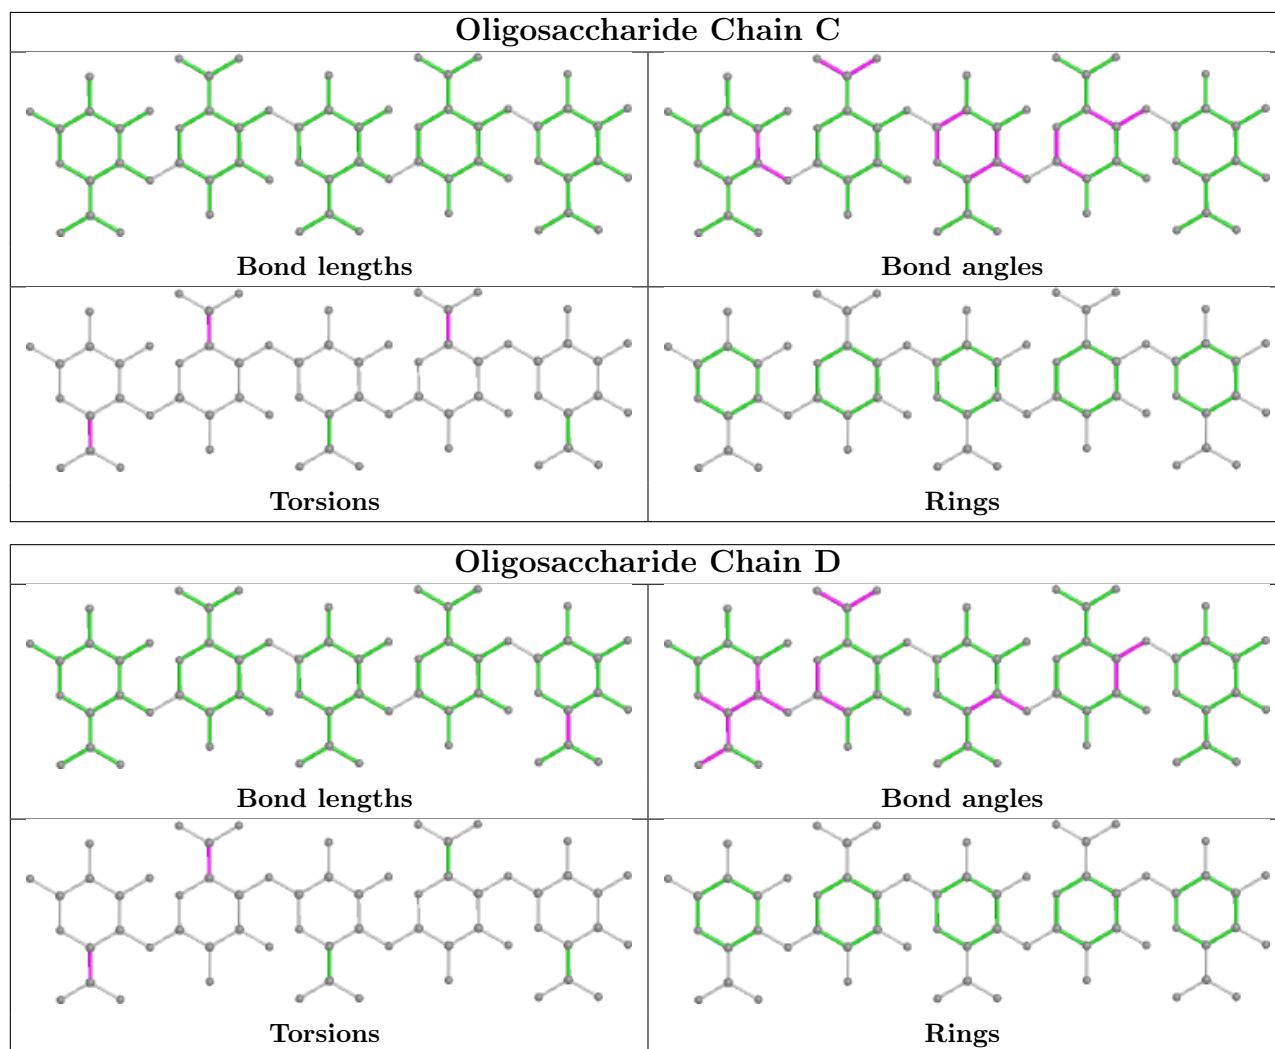 Oligosaccharide Chain C
Bond lengths
Bond angles
Torsions
Rings
Oligosaccharide Chain D
Bond lengths
Bond angles
Torsions
Rings